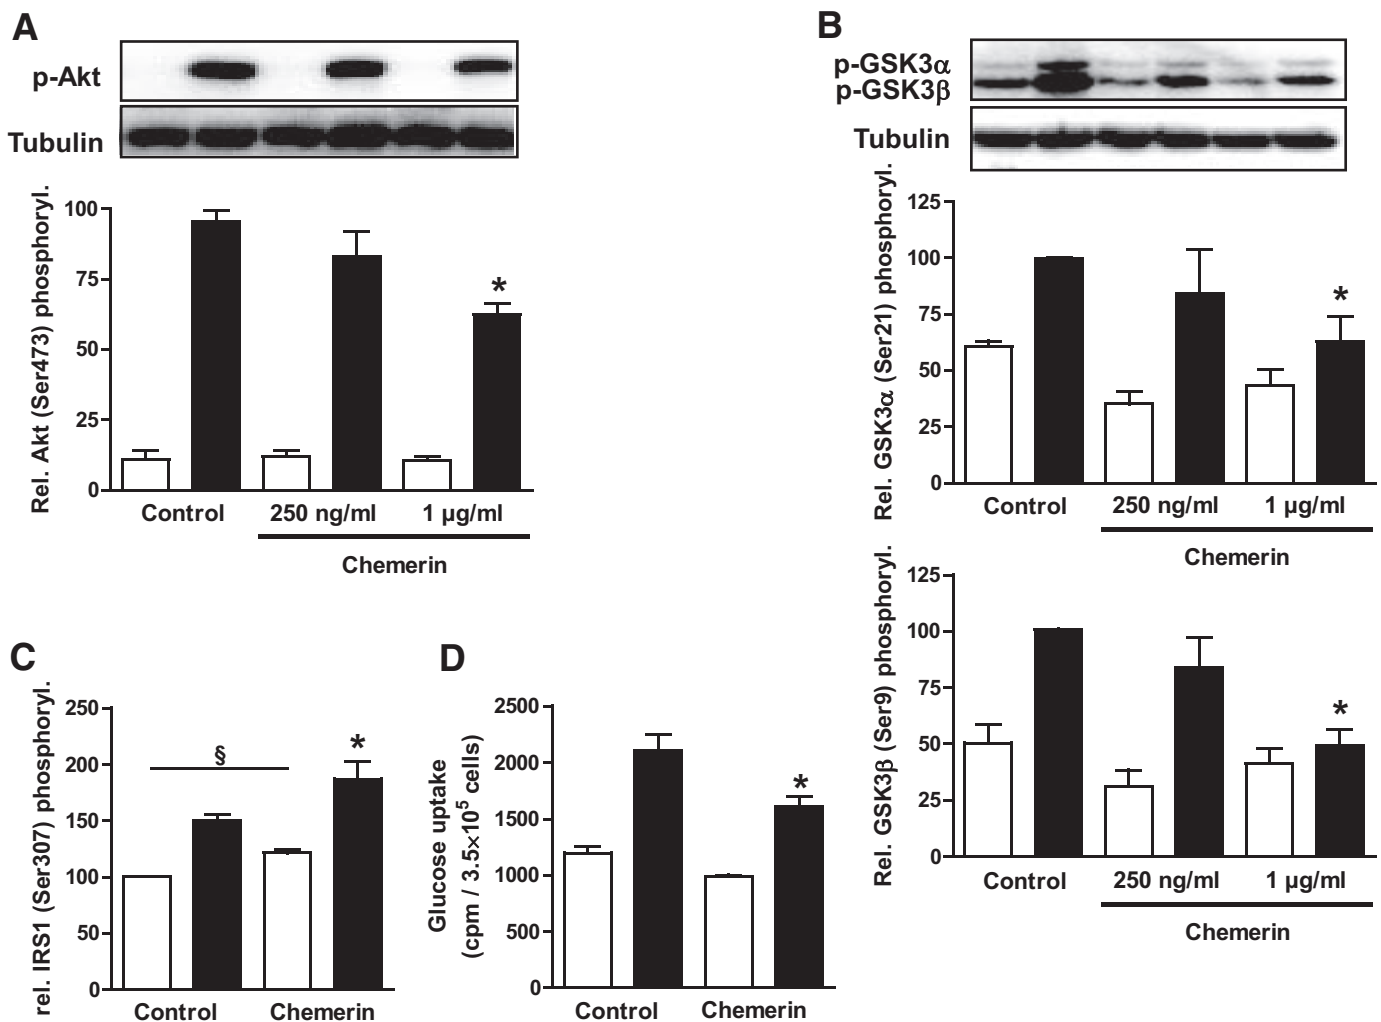 A
p-Akt
Tubulin
Rel. Akt (Ser473) phosphoryl.
100
75
50
25
0
*
Control
250 ng/ml
1 µg/ml
Chemerin
B
p-GSK3α
p-GSK3β
Tubulin
Rel. GSK3α (Ser21) phosphoryl.
125
100
75
50
25
0
*
Control
250 ng/ml
1 µg/ml
Chemerin
Rel. GSK3β (Ser9) phosphoryl.
125
100
75
50
25
0
*
Control
250 ng/ml
1 µg/ml
Chemerin
C
rel. IRS1 (Ser307) phosphoryl.
250
200
150
100
50
0
§
*
Control
Chemerin
D
Glucose uptake
(cpm / 3.5×10⁵ cells)
2500
2000
1500
1000
500
0
*
Control
Chemerin